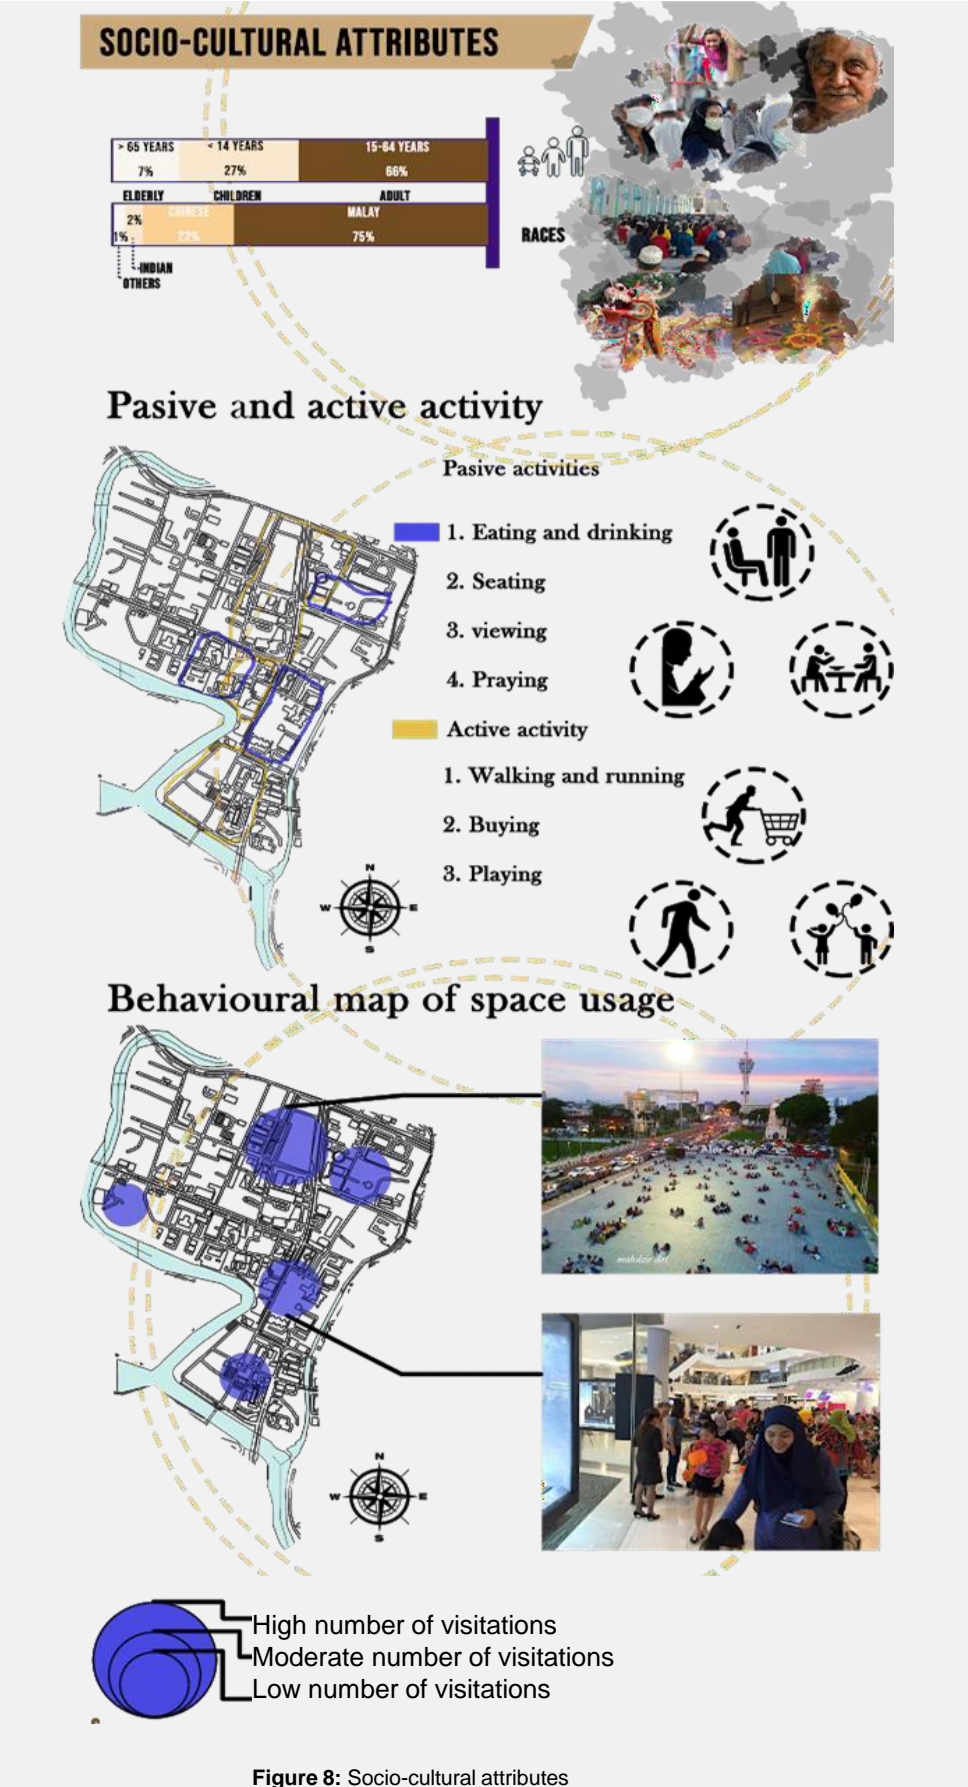 SOCIO-CULTURAL ATTRIBUTES
> 65 YEARS < 14 YEARS 15-64 YEARS
7% 27% 66%
ELDERLY CHILDREN ADULT
2% CHINESE MALAY
1% 22% 75%
RACES
INDIAN
OTHERS
Pasive and active activity
Pasive activities
1. Eating and drinking
2. Seating
3. viewing
4. Praying
Active activity
1. Walking and running
2. Buying
3. Playing
N
W E
S
Behavioural map of space usage
mahdzir dot
N
W E
S
High number of visitations
Moderate number of visitations
Low number of visitations
Figure 8: Socio-cultural attributes